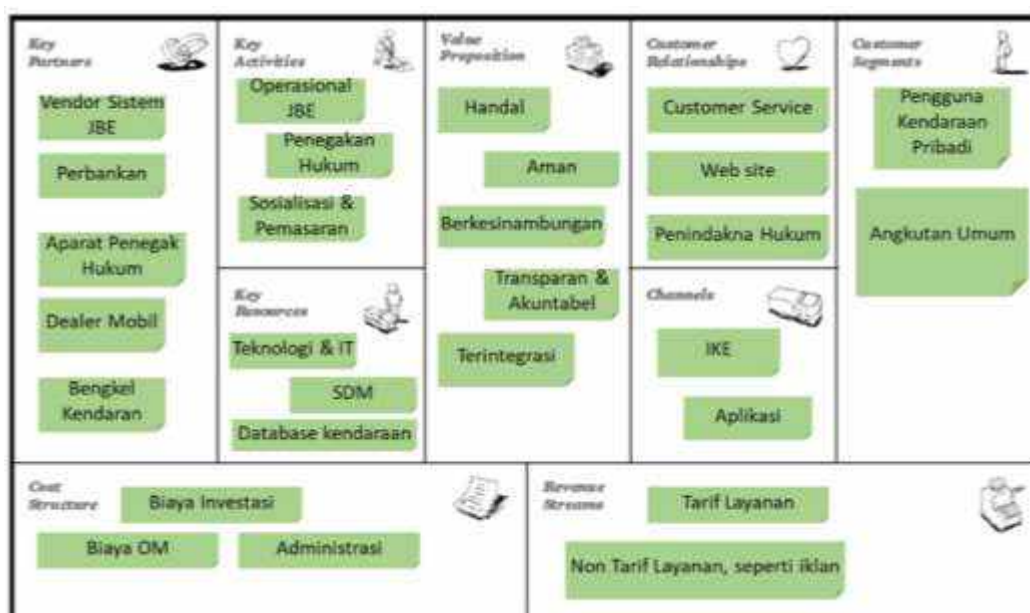 Key
Partners
Vendor Sistem
JBE
Perbankan
Aparat Penegak
Hukum
Dealer Mobil
Bengkel
Kendaran
Key
Activities
Operasional
JBE
Penegakan
Hukum
Sosialisasi &
Pemasaran
Key
Resources
Teknologi & IT
SDM
Database kendaraan
Value
Proposition
Handal
Aman
Berkesinambungan
Transparan &
Akuntabel
Terintegrasi
Customer
Relationships
Customer Service
Web site
Penindakna Hukum
Channels
IKE
Aplikasi
Customer
Segments
Pengguna
Kendaraan
Pribadi
Angkutan Umum
Cost
Structure
Biaya Investasi
Biaya OM
Administrasi
Revenue
Streams
Tarif Layanan
Non Tarif Layanan, seperti iklan